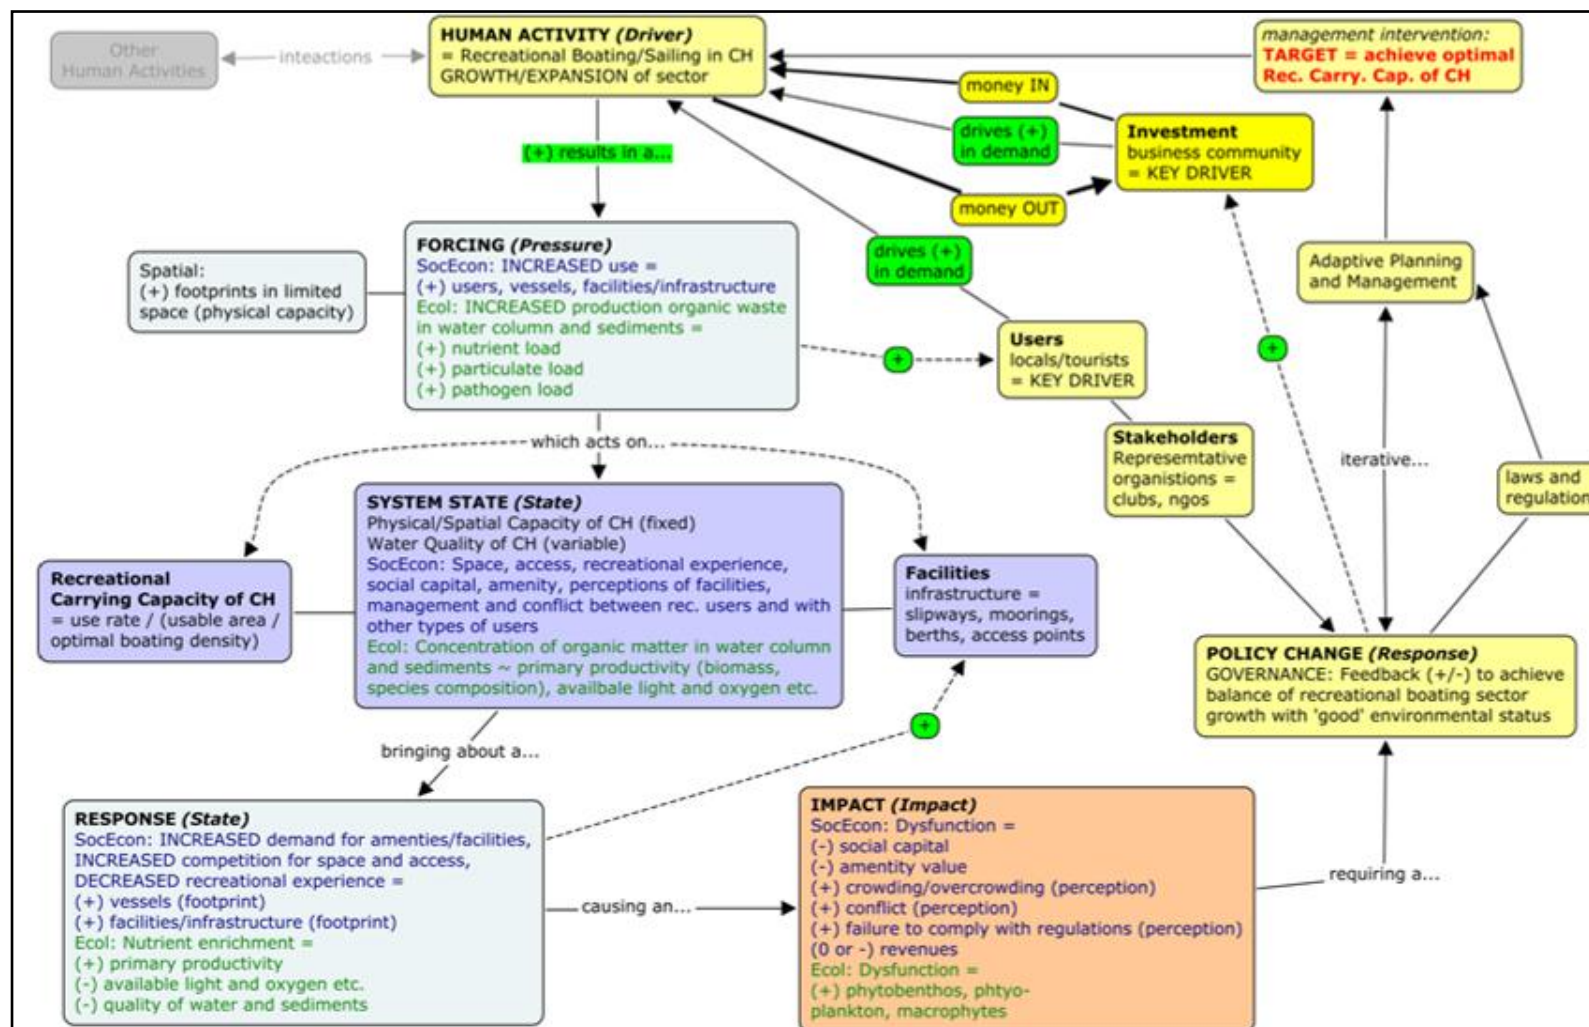 Other
Human Activities
inteactions
HUMAN ACTIVITY (Driver)
= Recreational Boating/Sailing in CH
GROWTH/EXPANSION of sector
management intervention:
TARGET = achieve optimal
Rec. Carry. Cap. of CH
money IN
drives (+)
in demand
Investment
business community
= KEY DRIVER
money OUT
(+) results in a...
FORCING (Pressure)
SocEcon: INCREASED use =
(+) users, vessels, facilities/infrastructure
Ecol: INCREASED production organic waste
in water column and sediments =
(+) nutrient load
(+) particulate load
(+) pathogen load
Spatial:
(+) footprints in limited
space (physical capacity)
drives (+)
in demand
Adaptive Planning
and Management
+
+
Users
locals/tourists
= KEY DRIVER
Stakeholders
Represemtative
organistions =
clubs, ngos
iterative...
laws and
regulation
which acts on...
SYSTEM STATE (State)
Physical/Spatial Capacity of CH (fixed)
Water Quality of CH (variable)
SocEcon: Space, access, recreational experience,
social capital, amenity, perceptions of facilities,
management and conflict between rec. users and with
other types of users
Ecol: Concentration of organic matter in water column
and sediments ~ primary productivity (biomass,
species composition), availbale light and oxygen etc.
Recreational
Carrying Capacity of CH
= use rate / (usable area /
optimal boating density)
Facilities
infrastructure =
slipways, moorings,
berths, access points
POLICY CHANGE (Response)
GOVERNANCE: Feedback (+/-) to achieve
balance of recreational boating sector
growth with 'good' environmental status
+
bringing about a...
RESPONSE (State)
SocEcon: INCREASED demand for amenties/facilities,
INCREASED competition for space and access,
DECREASED recreational experience =
(+) vessels (footprint)
(+) facilities/infrastructure (footprint)
Ecol: Nutrient enrichment =
(+) primary productivity
(-) available light and oxygen etc.
(-) quality of water and sediments
causing an...
IMPACT (Impact)
SocEcon: Dysfunction =
(-) social capital
(-) amentity value
(+) crowding/overcrowding (perception)
(+) conflict (perception)
(+) failure to comply with regulations (perception)
(0 or -) revenues
Ecol: Dysfunction =
(+) phytobenthos, phtyo-
plankton, macrophytes
requiring a...